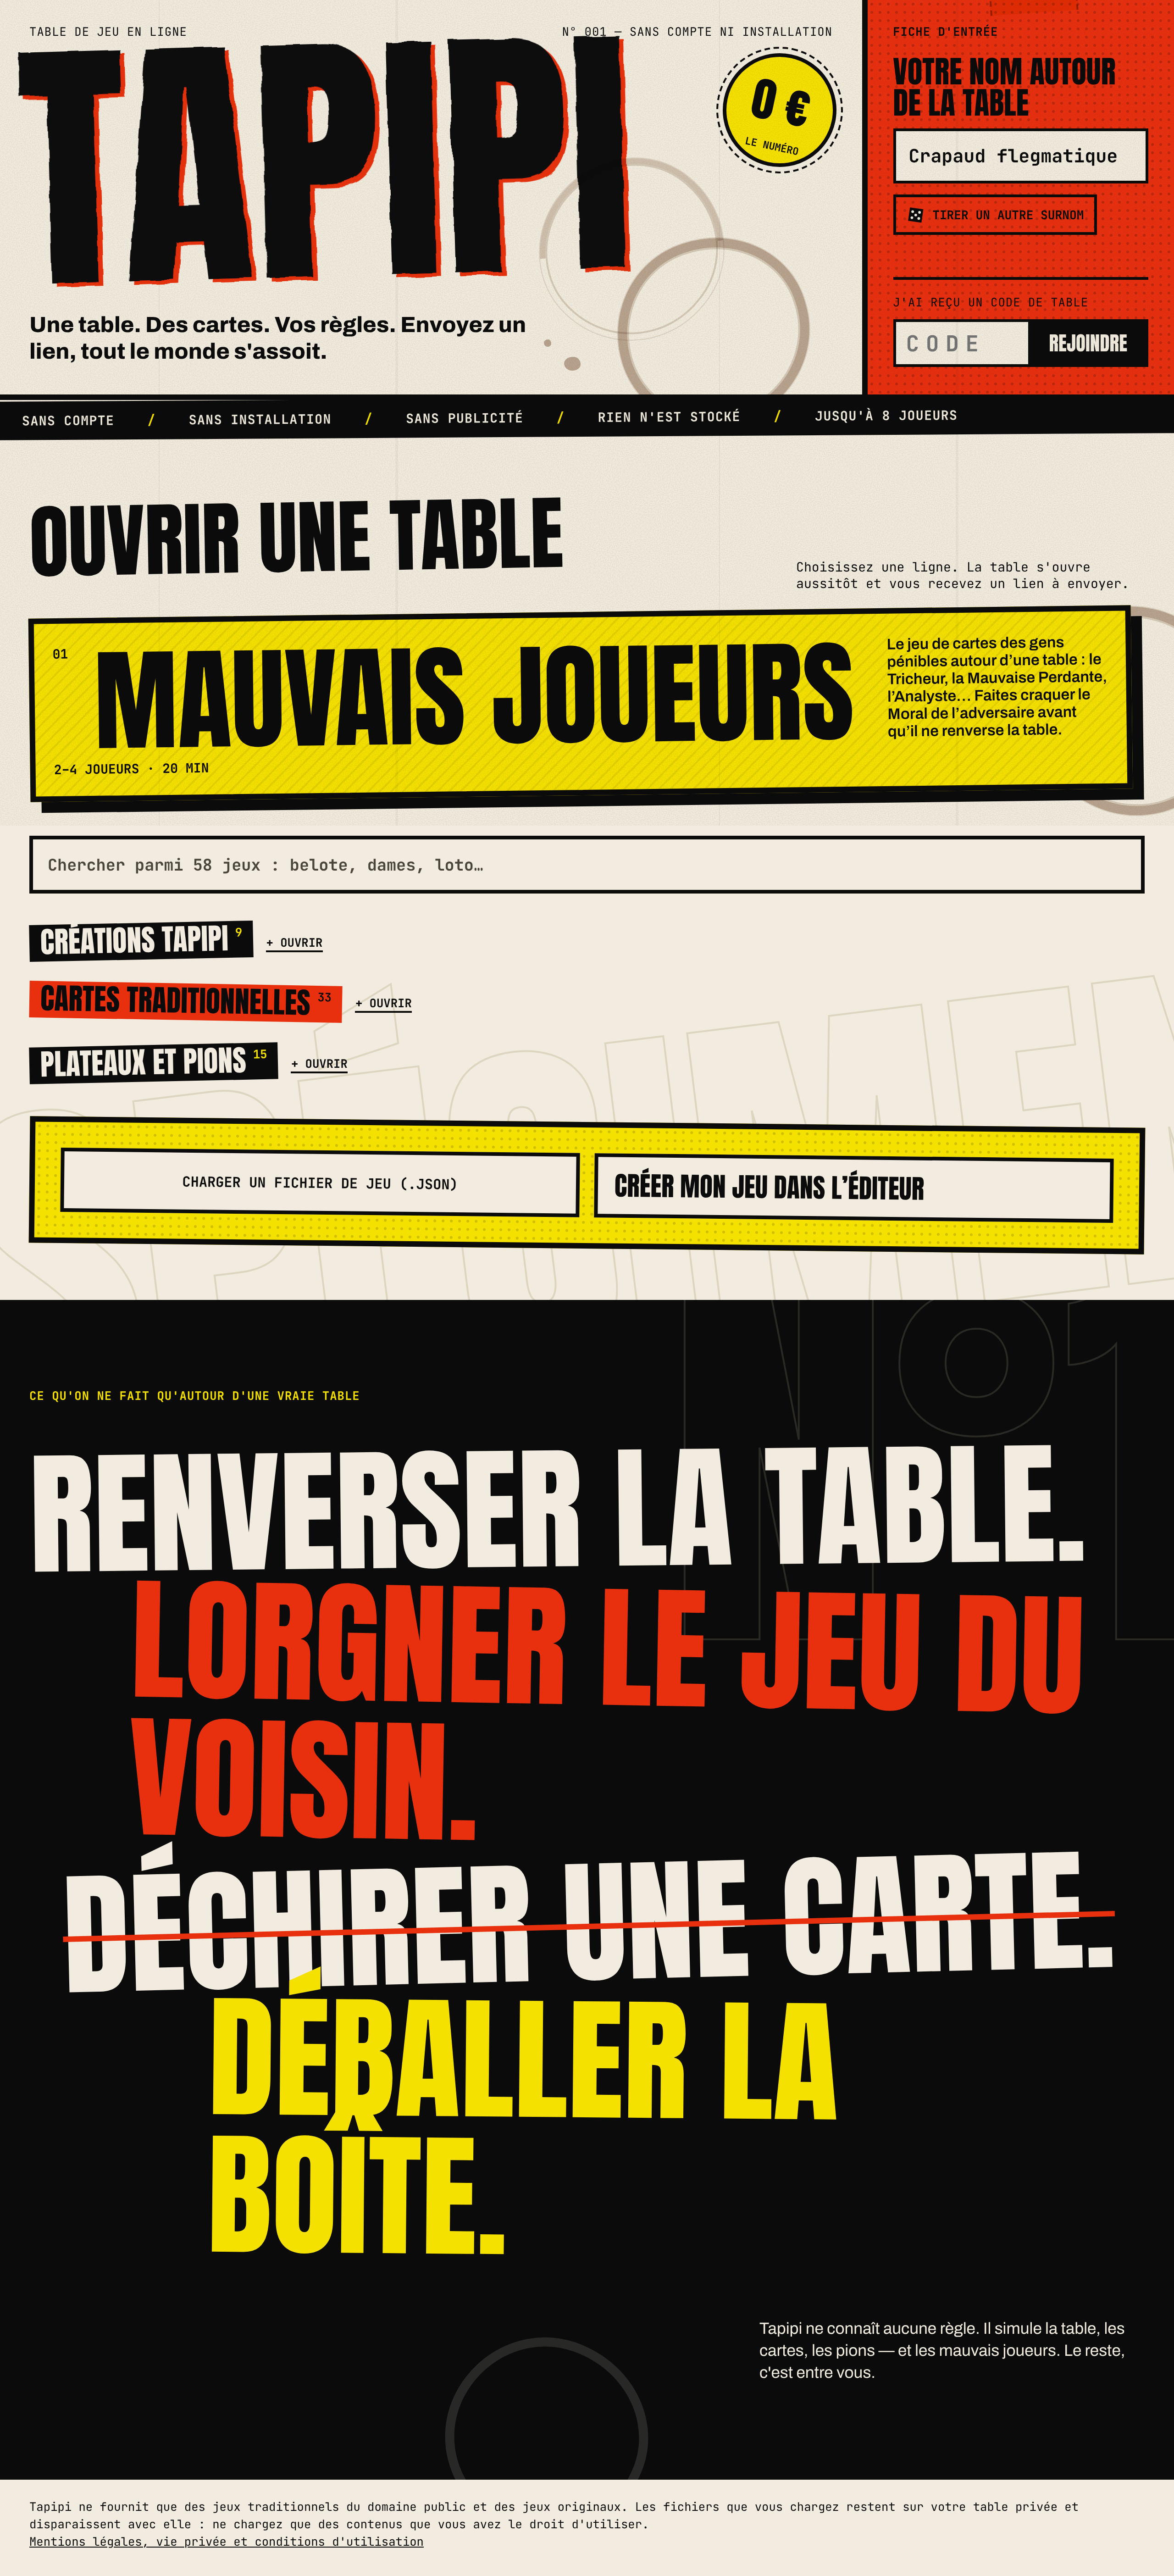 TABLE DE JEU EN LIGNE
N° 001 — SANS COMPTE NI INSTALLATION
TAPIPI
0 €
LE NUMÉRO
Une table. Des cartes. Vos règles. Envoyez un
lien, tout le monde s'assoit.
FICHE D'ENTRÉE
VOTRE NOM AUTOUR
DE LA TABLE
Crapaud flegmatique
TIRER UN AUTRE SURNOM
J'AI REÇU UN CODE DE TABLE
CODE
REJOINDRE
SANS COMPTE / SANS INSTALLATION / SANS PUBLICITÉ / RIEN N'EST STOCKÉ / JUSQU'À 8 JOUEURS
OUVRIR UNE TABLE
Choisissez une ligne. La table s'ouvre
aussitôt et vous recevez un lien à envoyer.
01
MAUVAIS JOUEURS
Le jeu de cartes des gens
pénibles autour d’une table : le
Tricheur, la Mauvaise Perdante,
l’Analyste… Faites craquer le
Moral de l’adversaire avant
qu’il ne renverse la table.
2–4 JOUEURS · 20 MIN
Chercher parmi 58 jeux : belote, dames, loto…
CRÉATIONS TAPIPI 9
+ OUVRIR
CARTES TRADITIONNELLES 33
+ OUVRIR
PLATEAUX ET PIONS 15
+ OUVRIR
SPÉCIMEN
CHARGER UN FICHIER DE JEU (.JSON)
CRÉER MON JEU DANS L’ÉDITEUR
Nº1
CE QU'ON NE FAIT QU'AUTOUR D'UNE VRAIE TABLE
RENVERSER LA TABLE.
LORGNER LE JEU DU
VOISIN.
DÉCHIRER UNE CARTE.
DÉBALLER LA
BOÎTE.
Tapipi ne connaît aucune règle. Il simule la table, les
cartes, les pions — et les mauvais joueurs. Le reste,
c'est entre vous.
Tapipi ne fournit que des jeux traditionnels du domaine public et des jeux originaux. Les fichiers que vous chargez restent sur votre table privée et
disparaissent avec elle : ne chargez que des contenus que vous avez le droit d'utiliser.
Mentions légales, vie privée et conditions d'utilisation